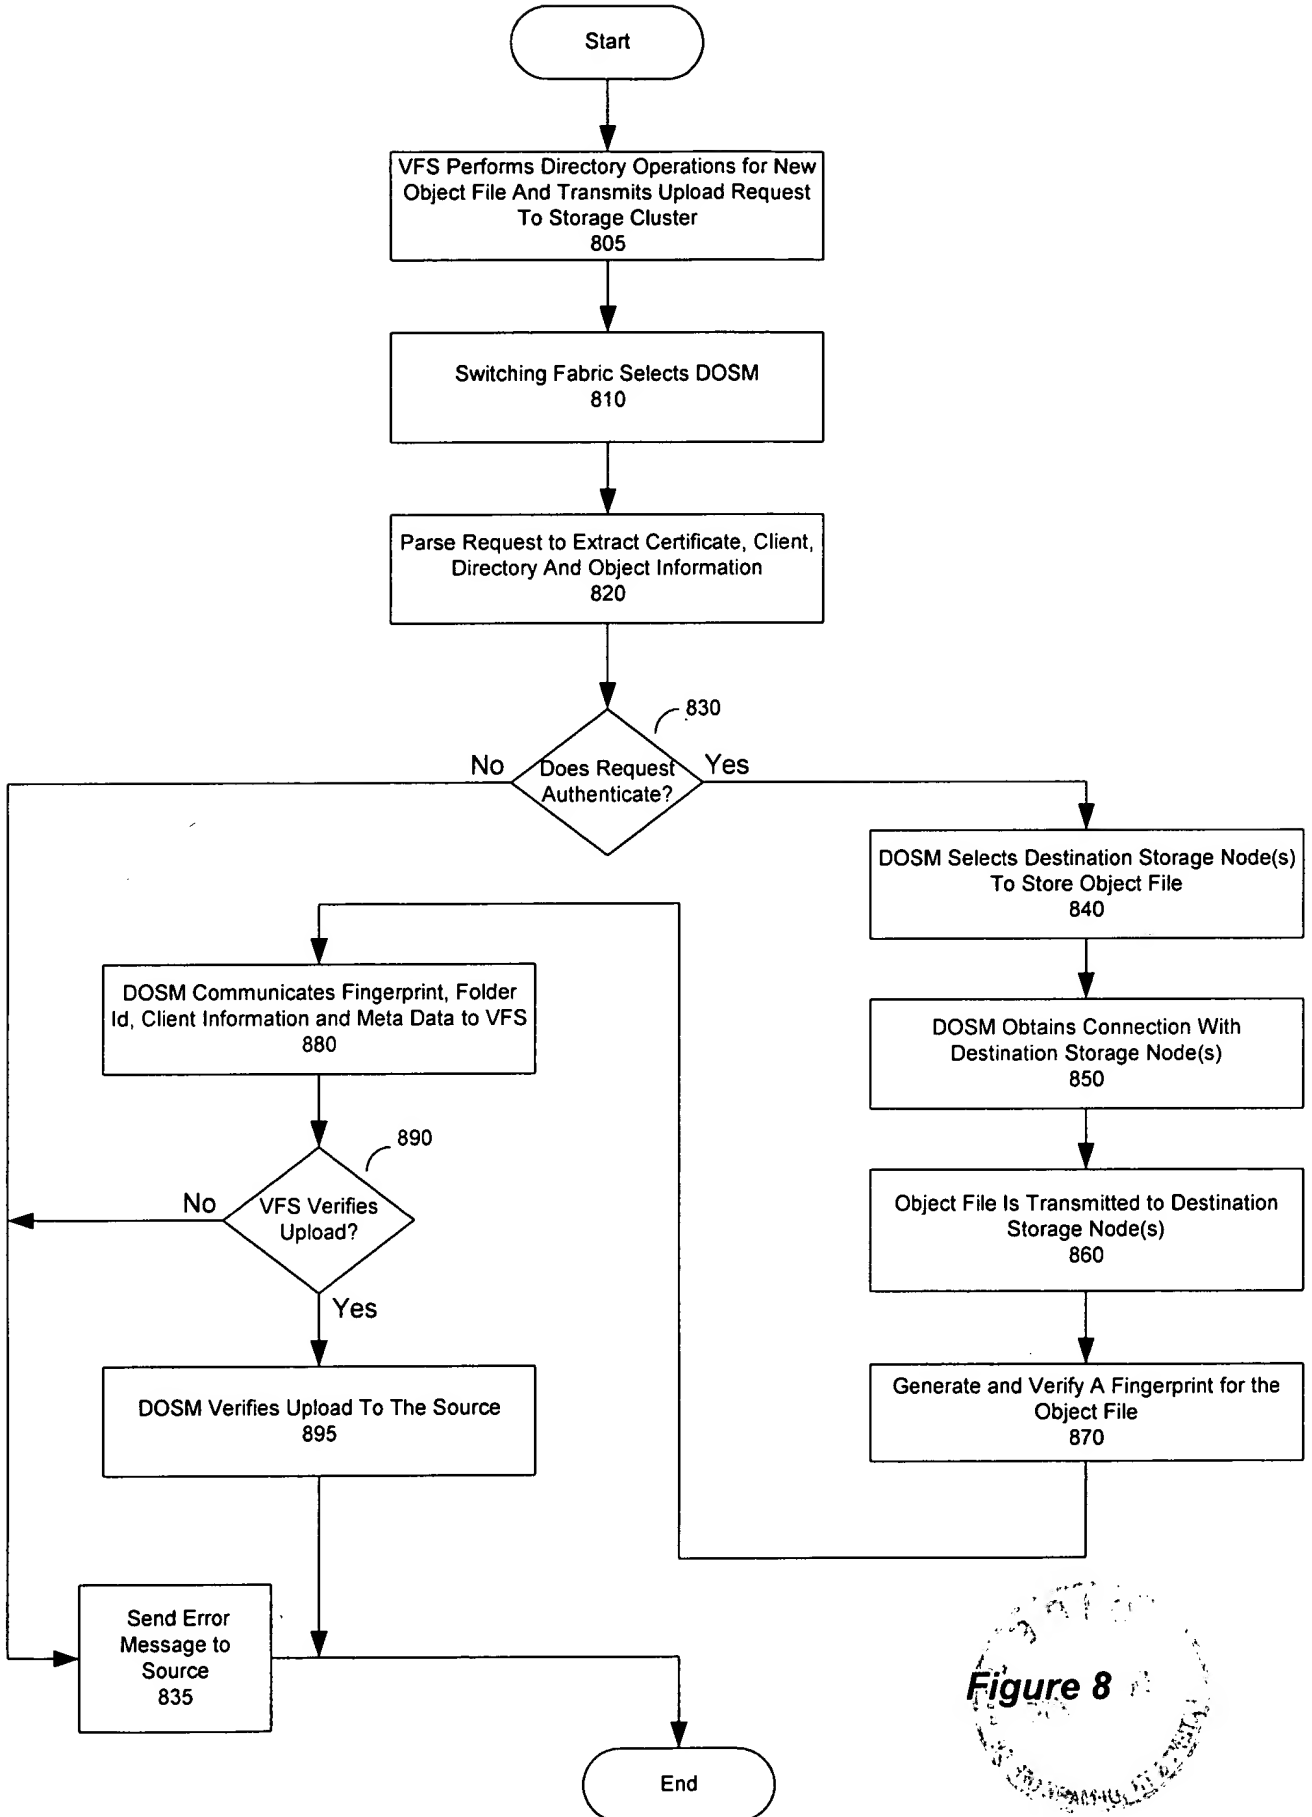 Start
VFS Performs Directory Operations for New
Object File And Transmits Upload Request
To Storage Cluster
805
Switching Fabric Selects DOSM
810
Parse Request to Extract Certificate, Client,
Directory And Object Information
820
830
No
Does Request
Authenticate?
Yes
DOSM Selects Destination Storage Node(s)
To Store Object File
840
DOSM Obtains Connection With
Destination Storage Node(s)
850
Object File Is Transmitted to Destination
Storage Node(s)
860
Generate and Verify A Fingerprint for the
Object File
870
DOSM Communicates Fingerprint, Folder
Id, Client Information and Meta Data to VFS
880
890
No
VFS Verifies
Upload?
Yes
DOSM Verifies Upload To The Source
895
Send Error
Message to
Source
835
End
Figure 8